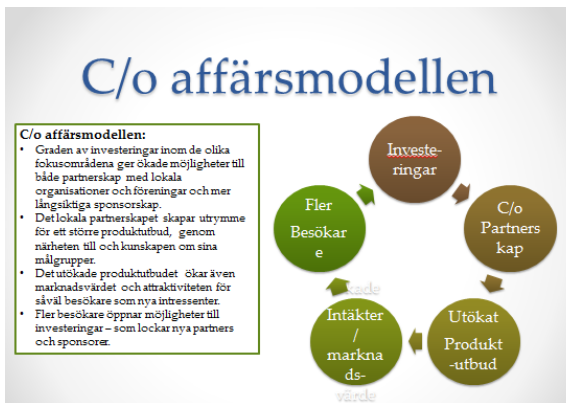 C/o affärsmodellen
C/o affärsmodellen:
• Graden av investeringar inom de olika
fokusområdena ger ökade möjligheter till
både partnerskap med lokala
organisationer och föreningar och mer
långsiktiga sponsorskap.
• Det lokala partnerskapet skapar utrymme
för ett större produktutbud, genom
närheten till och kunskapen om sina
målgrupper.
• Det utökade produktutbudet ökar även
marknadsvärdet och attraktiviteten för
såväl besökare som nya intressenter.
• Fler besökare öppnar möjligheter till
investeringar – som lockar nya partners
och sponsorer.
Investe-
ringar
C/o
Partners
kap
Utökat
Produkt
-utbud
kade
Intäkter
/
markna
ds-
värde
Fler
Besökar
e